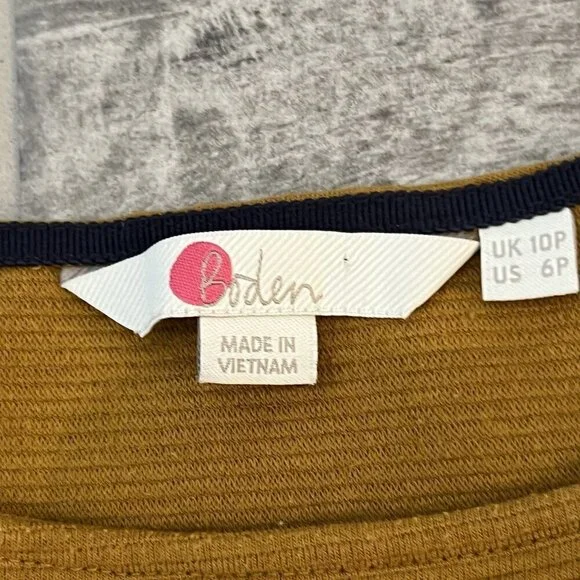 Boden
UK 10P
US 6P
MADE IN
VIETNAM